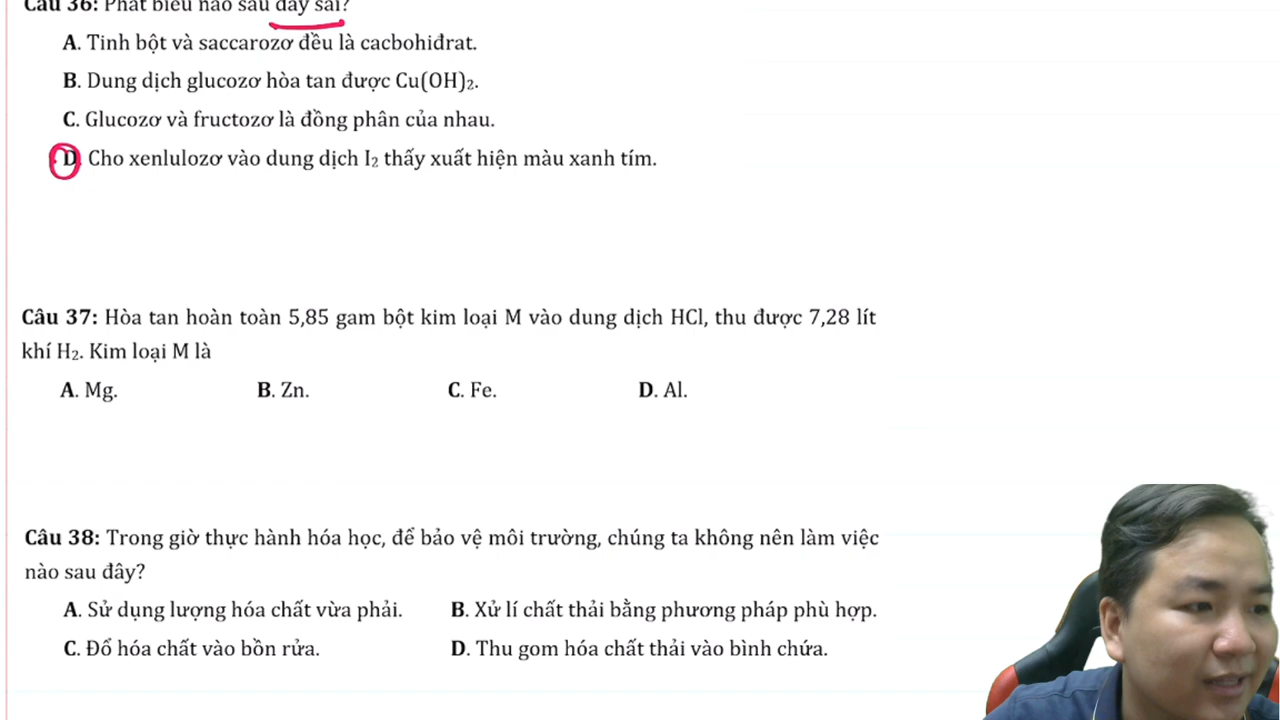 Câu 36: Phát biểu nào sau đây sai?
A. Tinh bột và saccarozơ đều là cacbohiđrat.
B. Dung dịch glucozơ hòa tan được Cu(OH)₂.
C. Glucozơ và fructozơ là đồng phân của nhau.
D. Cho xenlulozơ vào dung dịch I₂ thấy xuất hiện màu xanh tím.
Câu 37: Hòa tan hoàn toàn 5,85 gam bột kim loại M vào dung dịch HCl, thu được 7,28 lít
khí H₂. Kim loại M là
A. Mg. B. Zn. C. Fe. D. Al.
Câu 38: Trong giờ thực hành hóa học, để bảo vệ môi trường, chúng ta không nên làm việc
nào sau đây?
A. Sử dụng lượng hóa chất vừa phải. B. Xử lí chất thải bằng phương pháp phù hợp.
C. Đổ hóa chất vào bồn rửa. D. Thu gom hóa chất thải vào bình chứa.